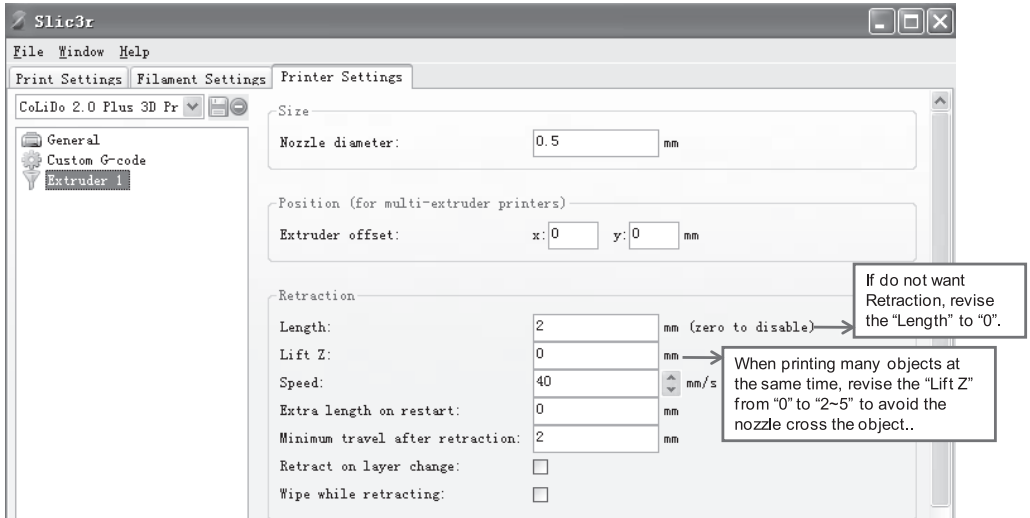 Slic3r
File Window Help
Print Settings Filament Settings Printer Settings
CoLiDo 2.0 Plus 3D Pr
General
Custom G-code
Extruder 1
Size
Nozzle diameter: 0.5 mm
Position (for multi-extruder printers)
Extruder offset: x: 0 y: 0 mm
Retraction
Length: 2 mm (zero to disable)
Lift Z: 0 mm
Speed: 40 mm/s
Extra length on restart: 0 mm
Minimum travel after retraction: 2 mm
Retract on layer change:
Wipe while retracting:
If do not want
Retraction, revise
the “Length” to “0”.
When printing many objects at
the same time, revise the “Lift Z”
from “0” to “2~5” to avoid the
nozzle cross the object..